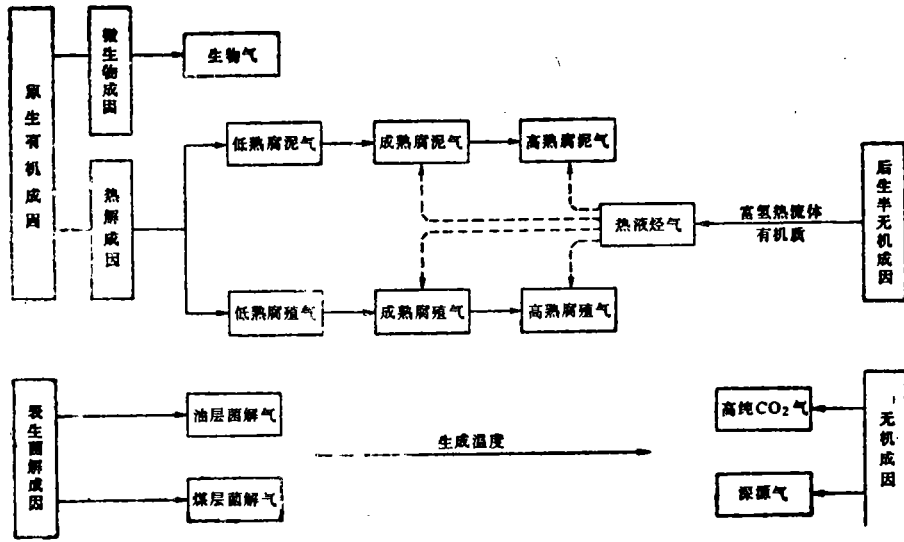 原生有机成因
微生物成因
生物气
热解成因
低熟腐泥气
成熟腐泥气
高熟腐泥气
热液烃气
富氢热流体
有机质
后生半无机成因
低熟腐殖气
成熟腐殖气
高熟腐殖气
表生菌解成因
油层菌解气
煤层菌解气
生成温度
高纯CO₂气
深源气
无机成因